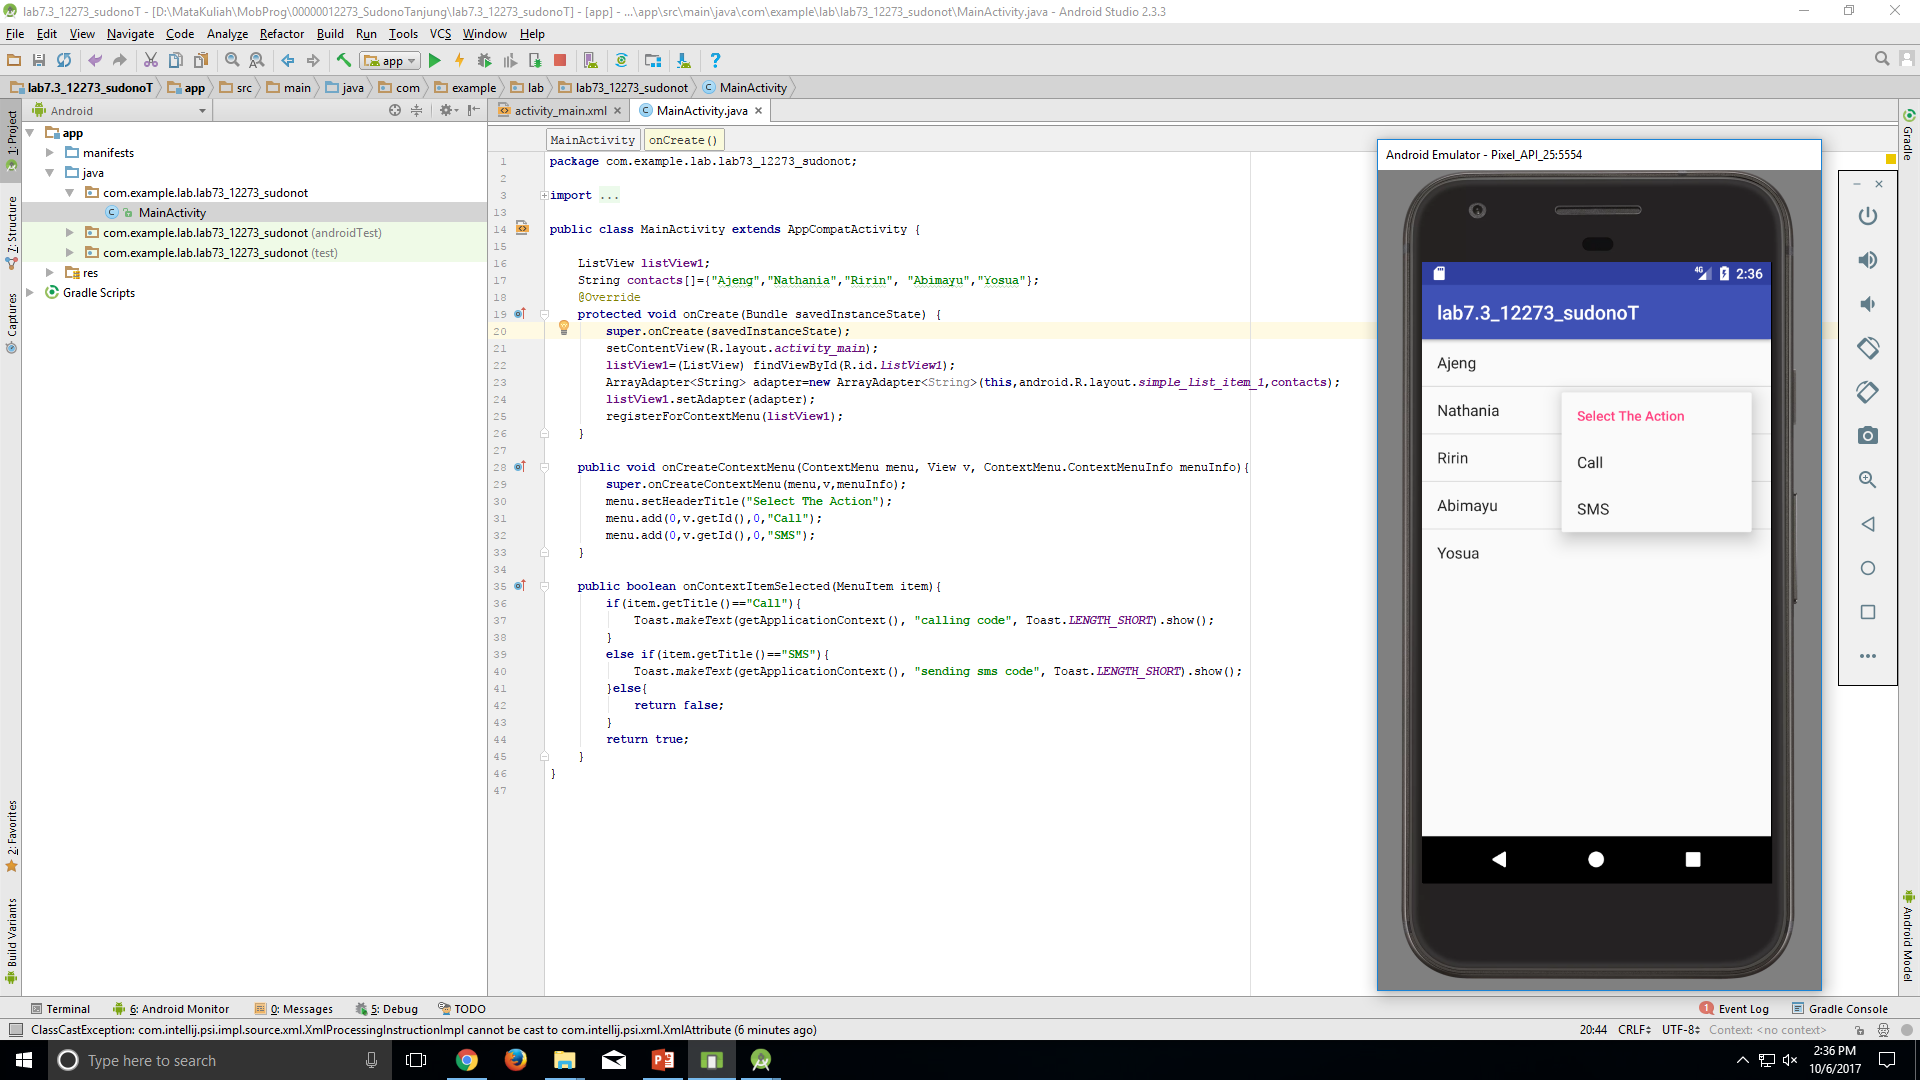 lab7.3_12273_sudonoT - [D:\MataKuliah\MobProg\00000012273_SudonoTanjung\lab7.3_12273_sudonoT] - [app] - ...\app\src\main\java\com\example\lab\lab73_12273_sudonot\MainActivity.java - Android Studio 2.3.3
File Edit View Navigate Code Analyze Refactor Build Run Tools VCS Window Help
app
lab7.3_12273_sudonoT app src main java com example lab lab73_12273_sudonot MainActivity
Android
activity_main.xml MainActivity.java
1: Project
7: Structure
Captures
2: Favorites
Build Variants
app
manifests
java
com.example.lab.lab73_12273_sudonot
MainActivity
com.example.lab.lab73_12273_sudonot (androidTest)
com.example.lab.lab73_12273_sudonot (test)
res
Gradle Scripts
MainActivity onCreate()
1 package com.example.lab.lab73_12273_sudonot;
2
3 import ...
13
14 public class MainActivity extends AppCompatActivity {
15
16 ListView listView1;
17 String contacts[]={"Ajeng","Nathania","Ririn", "Abimayu","Yosua"};
18 @Override
19 protected void onCreate(Bundle savedInstanceState) {
20 super.onCreate(savedInstanceState);
21 setContentView(R.layout.activity_main);
22 listView1=(ListView) findViewById(R.id.listView1);
23 ArrayAdapter<String> adapter=new ArrayAdapter<String>(this,android.R.layout.simple_list_item_1,contacts);
24 listView1.setAdapter(adapter);
25 registerForContextMenu(listView1);
26 }
27
28 public void onCreateContextMenu(ContextMenu menu, View v, ContextMenu.ContextMenuInfo menuInfo){
29 super.onCreateContextMenu(menu,v,menuInfo);
30 menu.setHeaderTitle("Select The Action");
31 menu.add(0,v.getId(),0,"Call");
32 menu.add(0,v.getId(),0,"SMS");
33 }
34
35 public boolean onContextItemSelected(MenuItem item){
36 if(item.getTitle()=="Call"){
37 Toast.makeText(getApplicationContext(), "calling code", Toast.LENGTH_SHORT).show();
38 }
39 else if(item.getTitle()=="SMS"){
40 Toast.makeText(getApplicationContext(), "sending sms code", Toast.LENGTH_SHORT).show();
41 }else{
42 return false;
43 }
44 return true;
45 }
46 }
47
Android Emulator - Pixel_API_25:5554
4G 2:36
lab7.3_12273_sudonoT
Ajeng
Nathania
Ririn
Abimayu
Yosua
Select The Action
Call
SMS
Gradle
Android Model
Terminal 6: Android Monitor 0: Messages 5: Debug TODO
1 Event Log Gradle Console
ClassCastException: com.intellij.psi.impl.source.xml.XmlProcessingInstructionImpl cannot be cast to com.intellij.psi.xml.XmlAttribute (6 minutes ago)
20:44 CRLF UTF-8 Context: <no context>
Type here to search
2:36 PM
10/6/2017